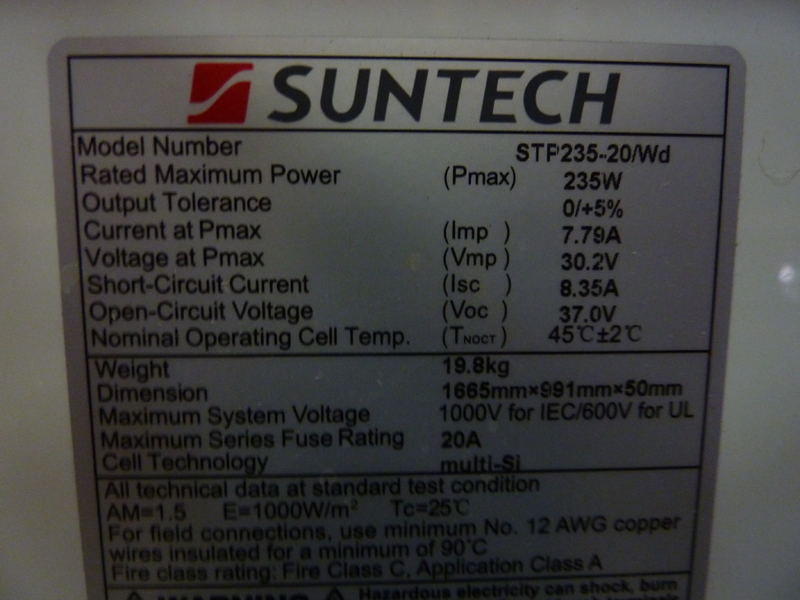 SUNTECH
Model Number STP235-20/Wd
Rated Maximum Power (Pmax) 235W
Output Tolerance 0/+5%
Current at Pmax (Imp ) 7.79A
Voltage at Pmax (Vmp ) 30.2V
Short-Circuit Current (Isc ) 8.35A
Open-Circuit Voltage (Voc ) 37.0V
Nominal Operating Cell Temp. (TNOCT) 45℃±2℃
Weight 19.8kg
Dimension 1665mm×991mm×50mm
Maximum System Voltage 1000V for IEC/600V for UL
Maximum Series Fuse Rating 20A
Cell Technology multi-Si
All technical data at standard test condition
AM=1.5 E=1000W/m² Tc=25℃
For field connections, use minimum No. 12 AWG copper
wires insulated for a minimum of 90℃
Fire class rating: Fire Class C, Application Class A
WARNING Hazardous electricity can shock, burn